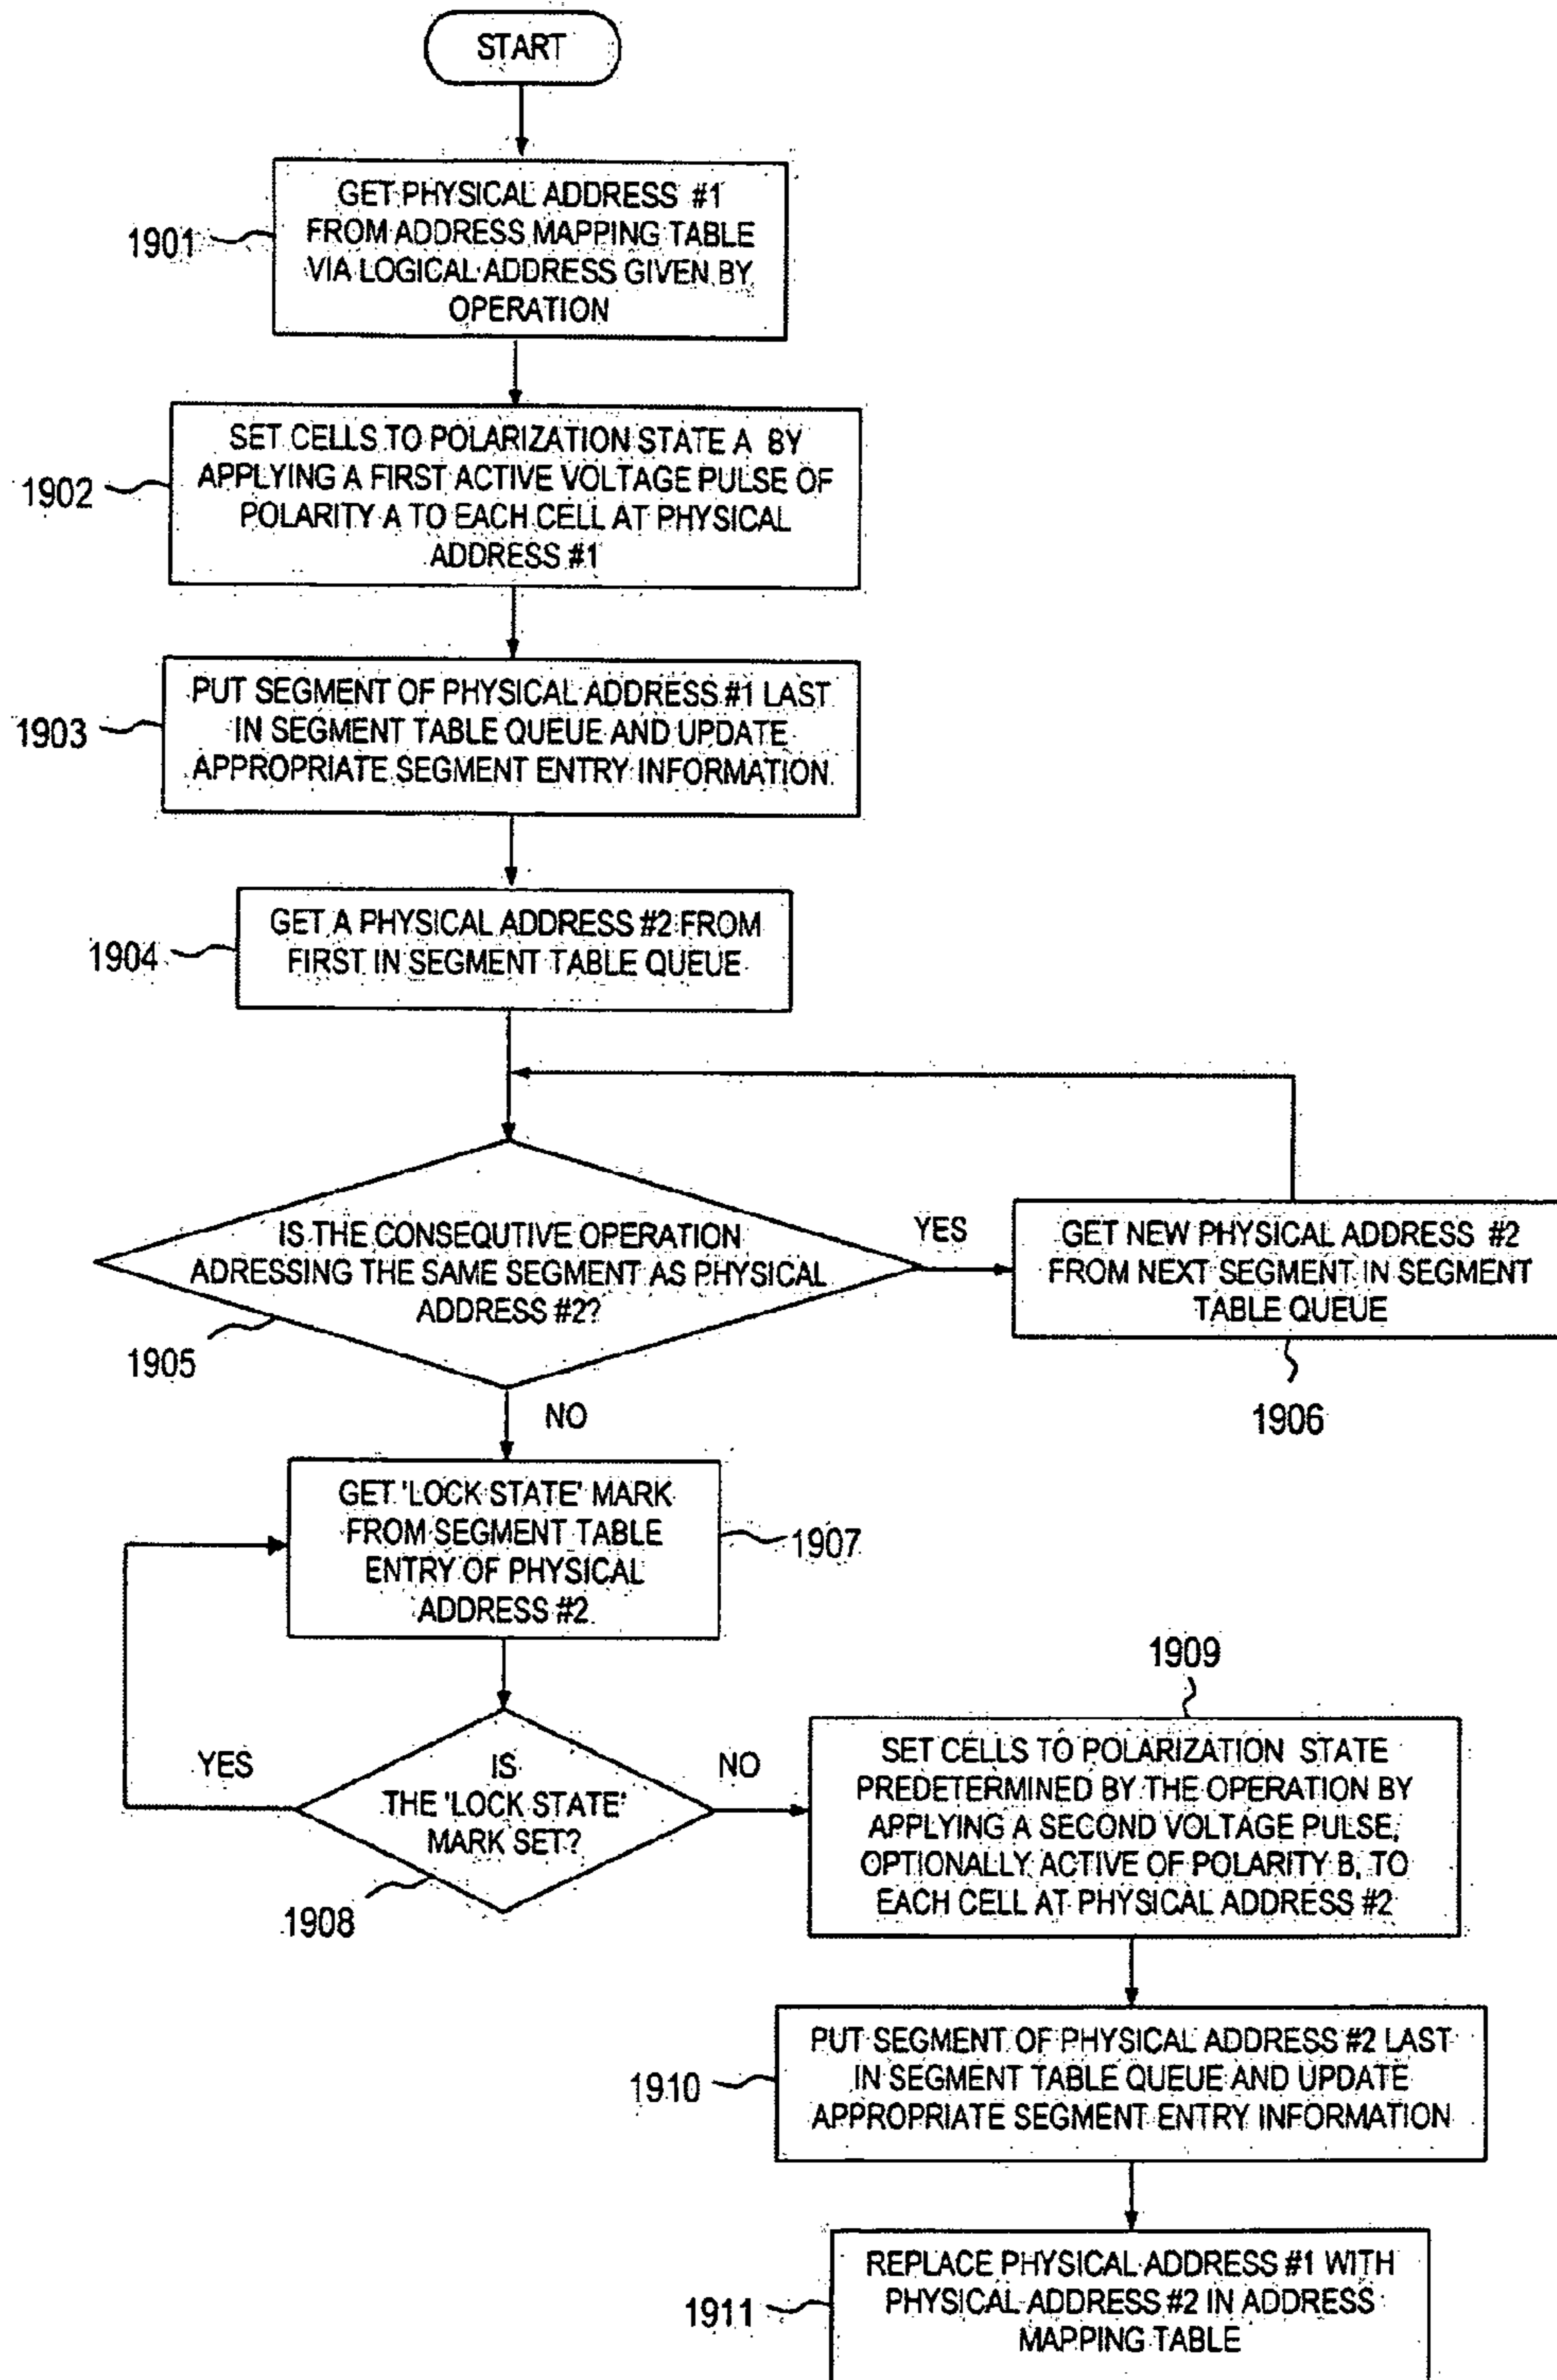 START
GET PHYSICAL ADDRESS #1
FROM ADDRESS MAPPING TABLE
VIA LOGICAL ADDRESS GIVEN BY
OPERATION
1901
SET CELLS TO POLARIZATION STATE A BY
APPLYING A FIRST ACTIVE VOLTAGE PULSE OF
POLARITY A TO EACH CELL AT PHYSICAL
ADDRESS #1
1902
PUT SEGMENT OF PHYSICAL ADDRESS #1 LAST
IN SEGMENT TABLE QUEUE AND UPDATE
APPROPRIATE SEGMENT ENTRY INFORMATION
1903
GET A PHYSICAL ADDRESS #2 FROM
FIRST IN SEGMENT TABLE QUEUE
1904
IS THE CONSEQUTIVE OPERATION
ADRESSING THE SAME SEGMENT AS PHYSICAL
ADDRESS #2?
1905
YES
GET NEW PHYSICAL ADDRESS #2
FROM NEXT SEGMENT IN SEGMENT
TABLE QUEUE
1906
NO
GET 'LOCK STATE' MARK
FROM SEGMENT TABLE
ENTRY OF PHYSICAL
ADDRESS #2
1907
IS
THE 'LOCK STATE'
MARK SET?
1908
YES
NO
1909
SET CELLS TO POLARIZATION STATE
PREDETERMINED BY THE OPERATION BY
APPLYING A SECOND VOLTAGE PULSE,
OPTIONALLY ACTIVE OF POLARITY B, TO
EACH CELL AT PHYSICAL ADDRESS #2
PUT SEGMENT OF PHYSICAL ADDRESS #2 LAST
IN SEGMENT TABLE QUEUE AND UPDATE
APPROPRIATE SEGMENT ENTRY INFORMATION
1910
REPLACE PHYSICAL ADDRESS #1 WITH
PHYSICAL ADDRESS #2 IN ADDRESS
MAPPING TABLE
1911